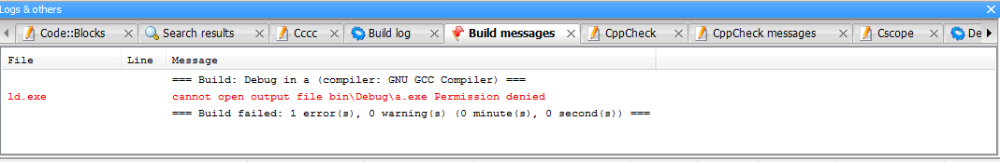 Logs & others
Code::Blocks Search results Cccc Build log Build messages CppCheck CppCheck messages Cscope De
File Line Message
=== Build: Debug in a (compiler: GNU GCC Compiler) ===
ld.exe cannot open output file bin\Debug\a.exe Permission denied
=== Build failed: 1 error(s), 0 warning(s) (0 minute(s), 0 second(s)) ===